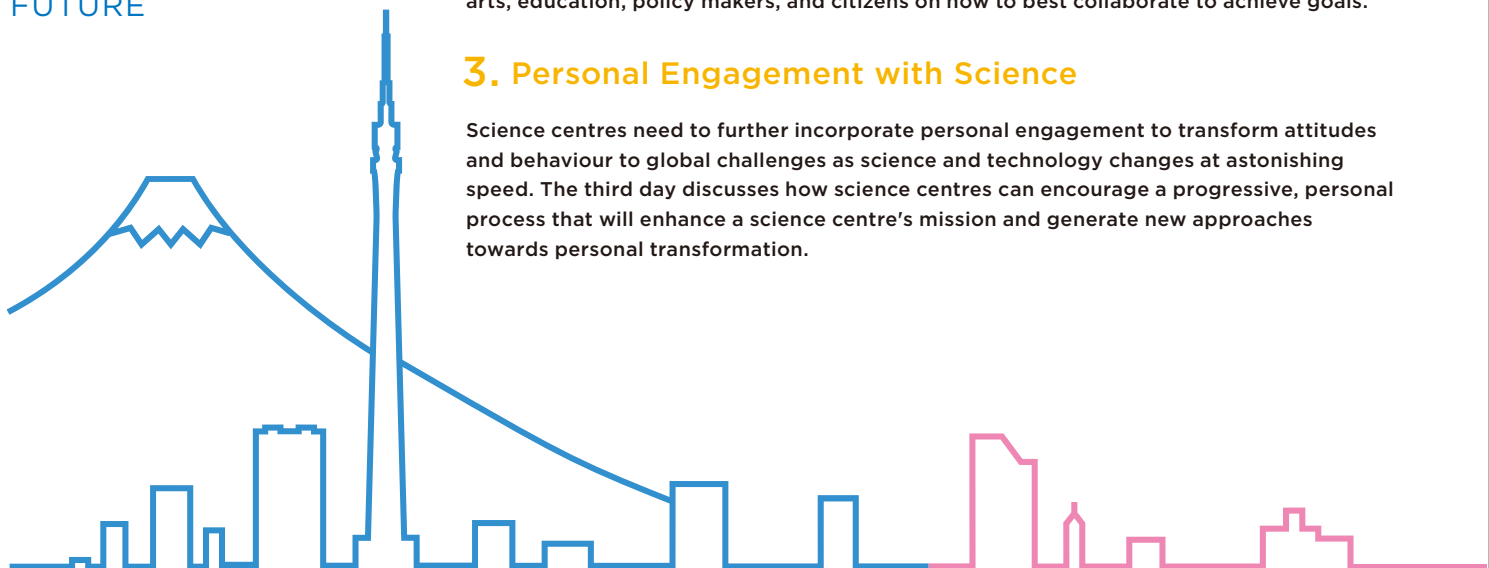 FUTURE
arts, education, policy makers, and citizens on how to best collaborate to achieve goals.
3. Personal Engagement with Science
Science centres need to further incorporate personal engagement to transform attitudes
and behaviour to global challenges as science and technology changes at astonishing
speed. The third day discusses how science centres can encourage a progressive, personal
process that will enhance a science centre's mission and generate new approaches
towards personal transformation.